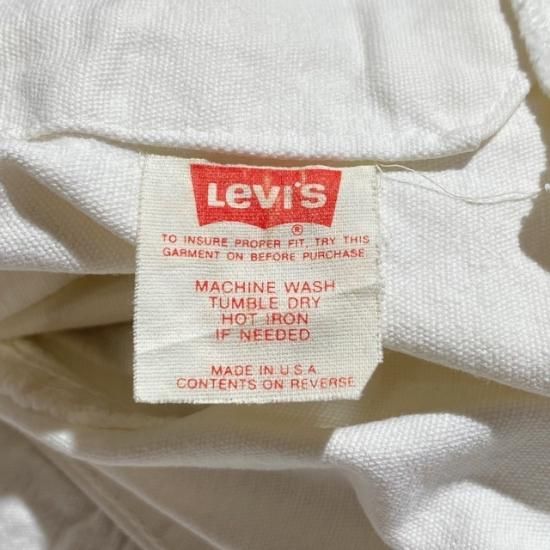 Levi's
®
TO INSURE PROPER FIT, TRY THIS
GARMENT ON BEFORE PURCHASE
MACHINE WASH
TUMBLE DRY
HOT IRON
IF NEEDED
MADE IN U.S.A
CONTENTS ON REVERSE